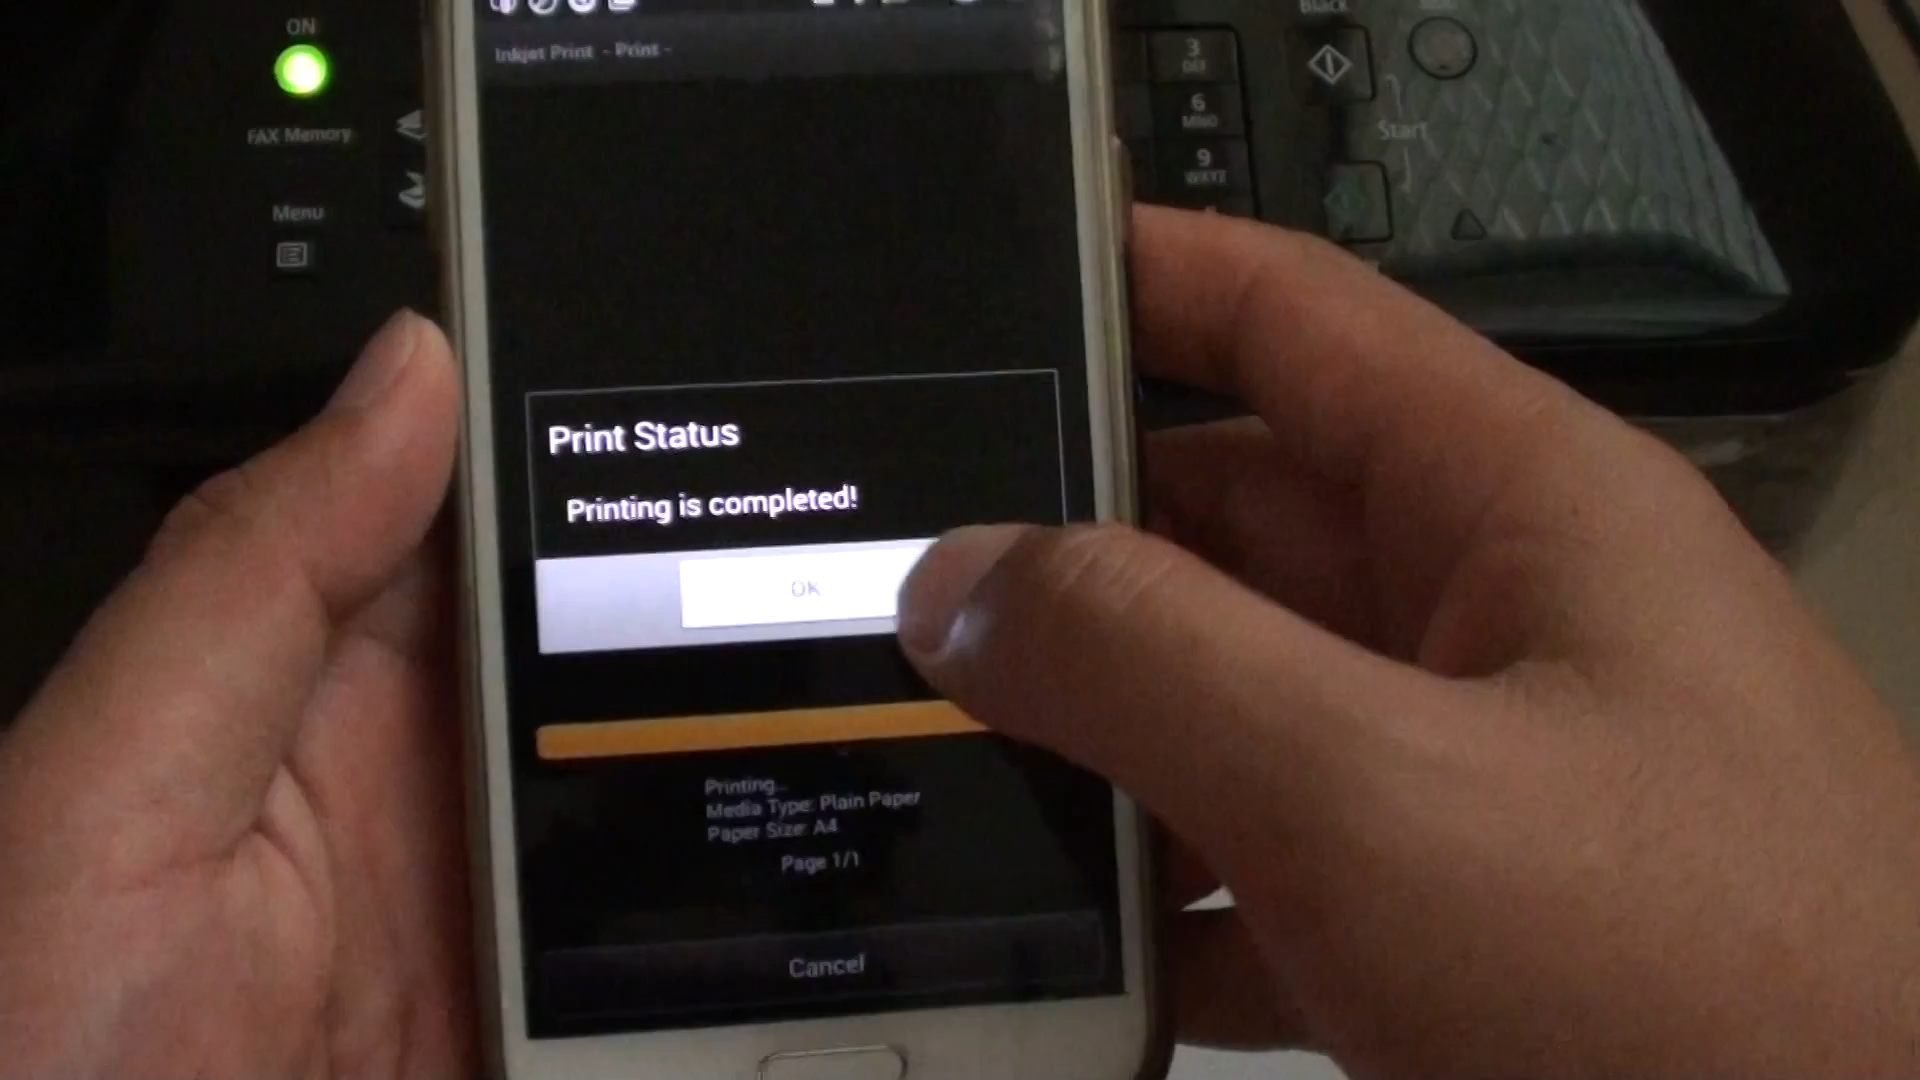 ON
FAX Memory
Menu
Inkjet Print - Print -
3
DEF
6
MNO
9
WXYZ
Black
Start
Print Status
Printing is completed!
OK
Printing...
Media Type: Plain Paper
Paper Size: A4
Page 1/1
Cancel